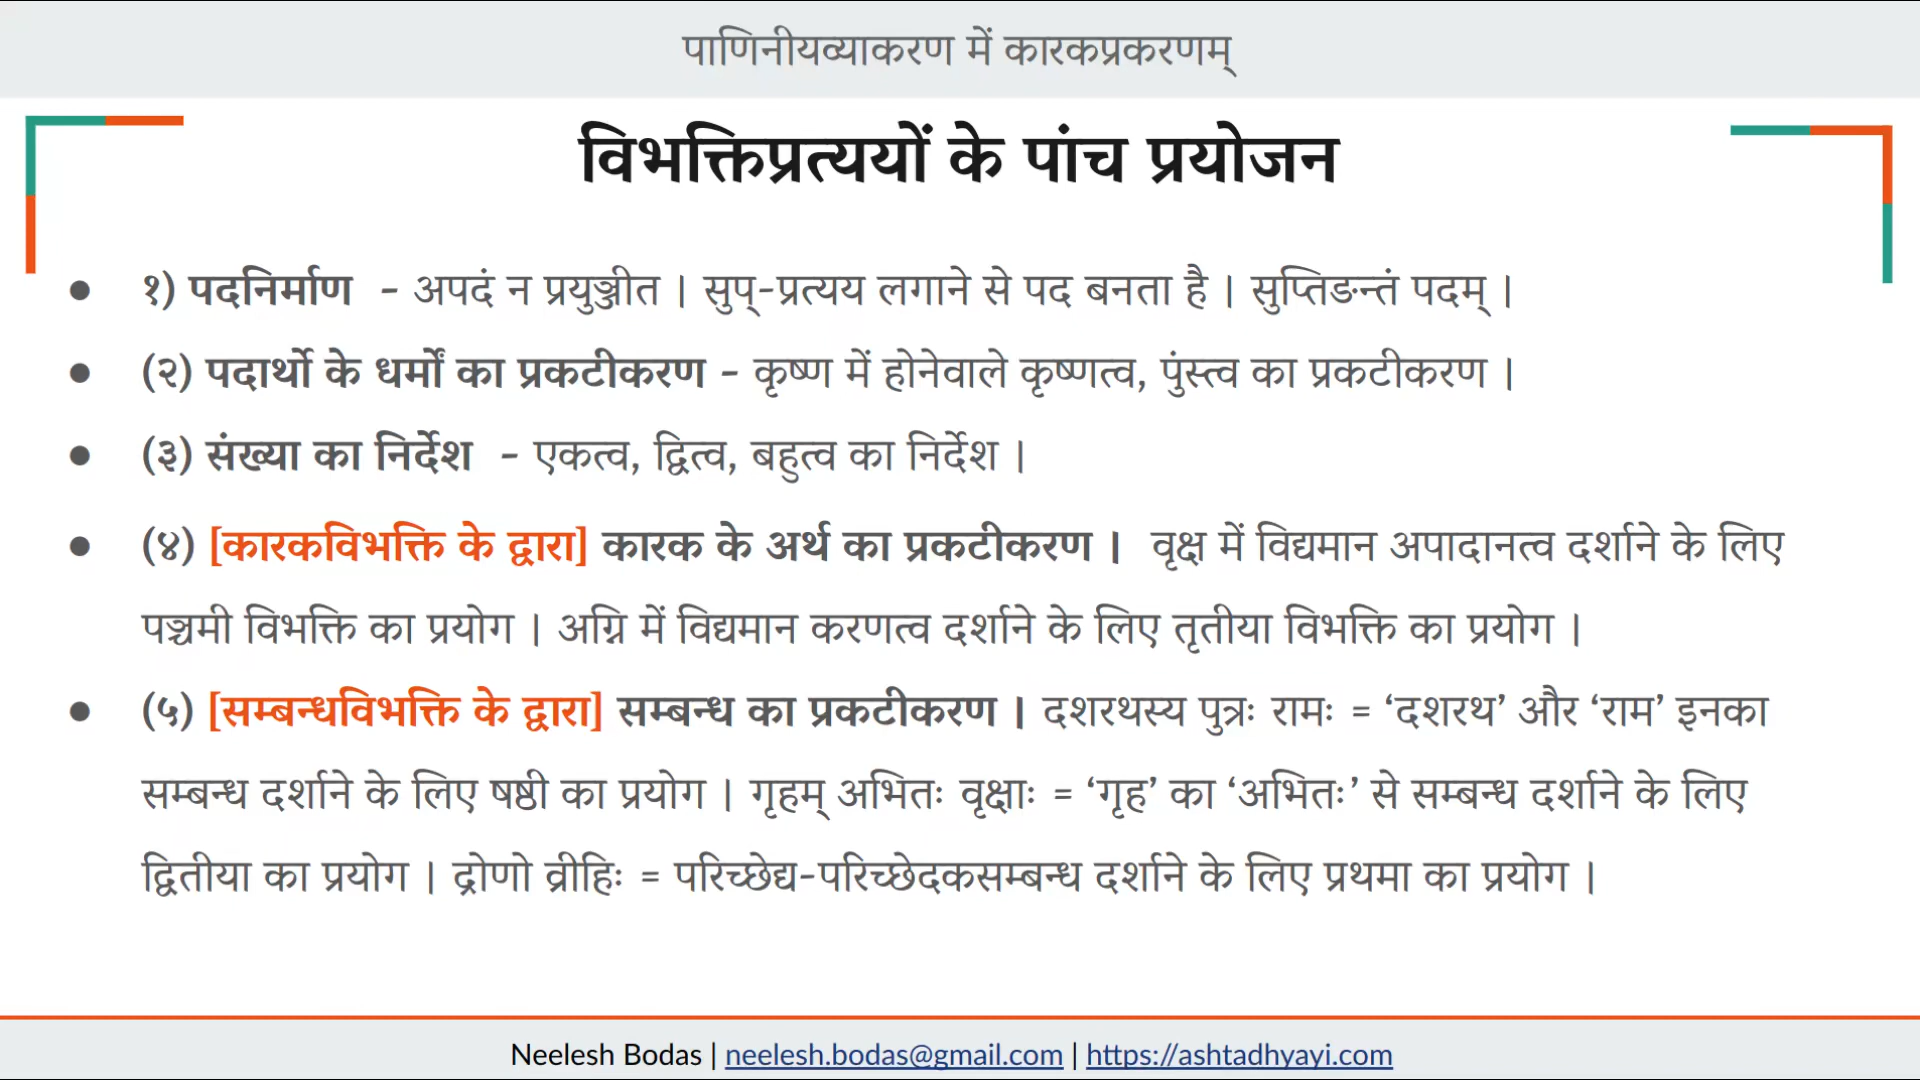 पाणिनीयव्याकरण में कारकप्रकरणम्
विभक्तिप्रत्ययों के पांच प्रयोजन
● १) पदनिर्माण - अपदं न प्रयुञ्जीत । सुप्-प्रत्यय लगाने से पद बनता है । सुप्तिङन्तं पदम् ।
● (२) पदार्थो के धर्मों का प्रकटीकरण - कृष्ण में होनेवाले कृष्णत्व, पुंस्त्व का प्रकटीकरण ।
● (३) संख्या का निर्देश - एकत्व, द्वित्व, बहुत्व का निर्देश ।
● (४) [कारकविभक्ति के द्वारा] कारक के अर्थ का प्रकटीकरण । वृक्ष में विद्यमान अपादानत्व दर्शाने के लिए
पञ्चमी विभक्ति का प्रयोग । अग्नि में विद्यमान करणत्व दर्शाने के लिए तृतीया विभक्ति का प्रयोग ।
● (५) [सम्बन्धविभक्ति के द्वारा] सम्बन्ध का प्रकटीकरण । दशरथस्य पुत्रः रामः = ‘दशरथ’ और ‘राम’ इनका
सम्बन्ध दर्शाने के लिए षष्ठी का प्रयोग । गृहम् अभितः वृक्षाः = ‘गृह’ का ‘अभितः’ से सम्बन्ध दर्शाने के लिए
द्वितीया का प्रयोग । द्रोणो व्रीहिः = परिच्छेद्य-परिच्छेदकसम्बन्ध दर्शाने के लिए प्रथमा का प्रयोग ।
Neelesh Bodas | neelesh.bodas@gmail.com | https://ashtadhyayi.com